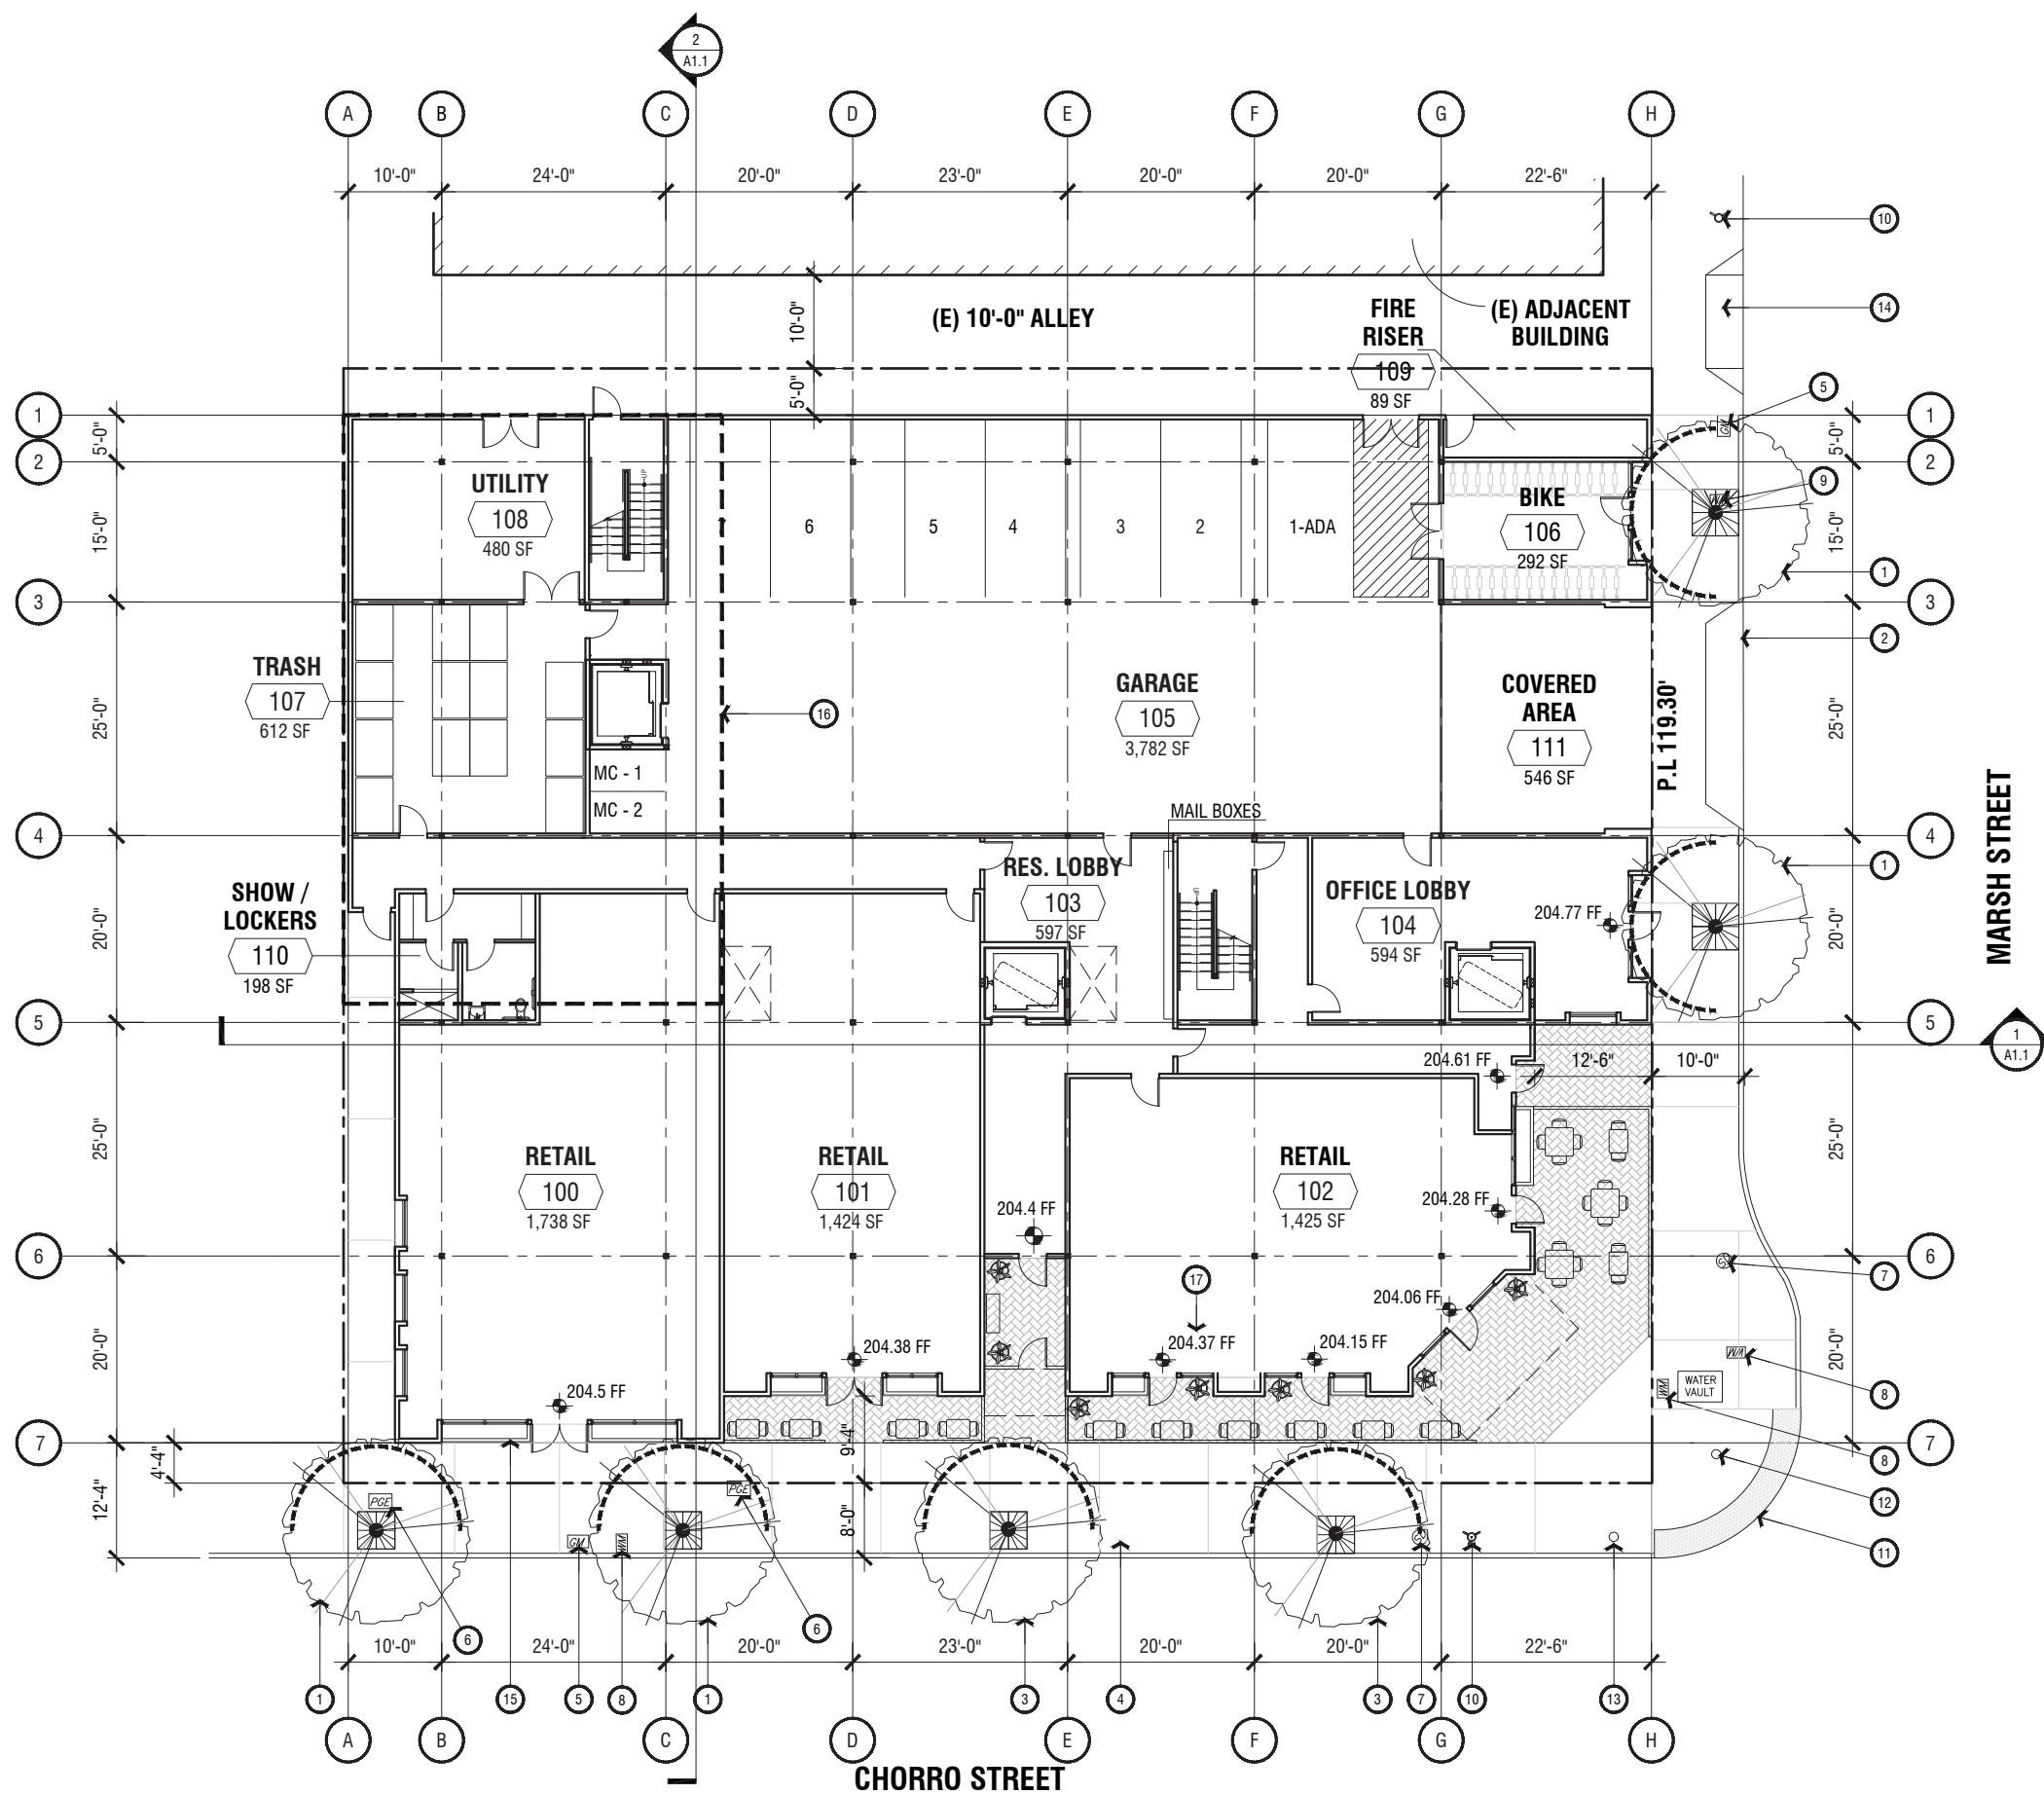 2
A1.1
A B C D E F G H
10'-0" 24'-0" 20'-0" 23'-0" 20'-0" 20'-0" 22'-6"
10
14
10'-0"
(E) 10'-0" ALLEY
FIRE
RISER
109
89 SF
(E) ADJACENT
BUILDING
5'-0"
5
GM
1 1
5'-0" 5'-0"
2 2
UTILITY
108
480 SF
UP
15'-0"
6 5 4 3 2 1-ADA
BIKE
106
292 SF
9
WM
15'-0"
1
3 3
2
TRASH
107
612 SF
25'-0"
16
MC - 1
MC - 2
GARAGE
105
3,782 SF
COVERED
AREA
111
546 SF
P.L 119.30'
25'-0"
MARSH STREET
MAIL BOXES
4 4
1
SHOW /
LOCKERS
110
198 SF
20'-0"
RES. LOBBY
103
597 SF
UP
OFFICE LOBBY
104
594 SF
204.77 FF
20'-0"
5 5
1
A1.1
204.61 FF
12'-6" 10'-0"
25'-0"
RETAIL
100
1,738 SF
RETAIL
101
1,424 SF
RETAIL
102
1,425 SF
204.4 FF
204.28 FF
25'-0"
6 6
7
17
204.06 FF
20'-0"
204.5 FF
204.38 FF
204.37 FF
204.15 FF
WM
WM
WATER
VAULT
8
20'-0"
7 7
4'-4"
12'-4"
9'-4"
8'-0"
8
12
11
PGE
GM
WM
PGE
6
6
10'-0" 24'-0" 20'-0" 23'-0" 20'-0" 20'-0" 22'-6"
1 15 5 8 1 3 4 3 7 10 13
A B C D E F G H
CHORRO STREET